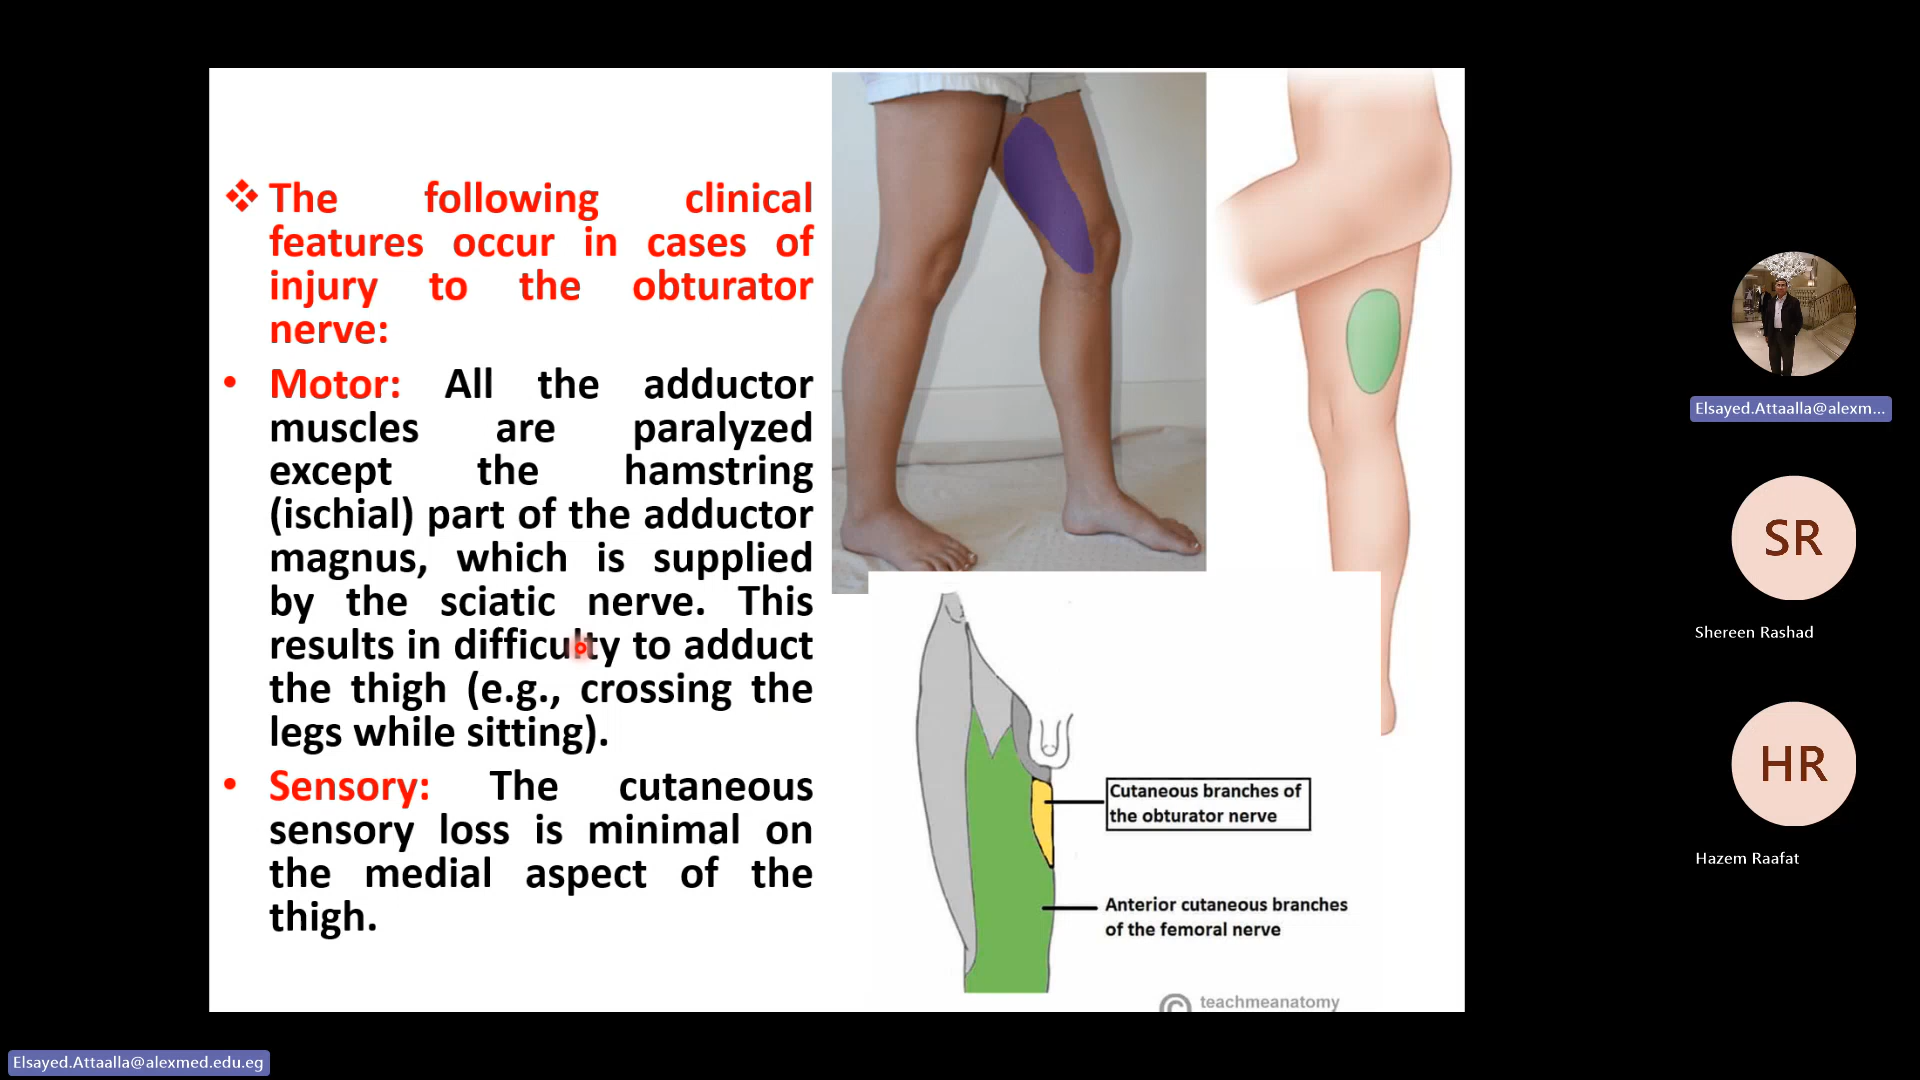 ❖ The following clinical
features occur in cases of
injury to the obturator
nerve:
• Motor: All the adductor
muscles are paralyzed
except the hamstring
(ischial) part of the adductor
magnus, which is supplied
by the sciatic nerve. This
results in difficulty to adduct
the thigh (e.g., crossing the
legs while sitting).
• Sensory: The cutaneous
sensory loss is minimal on
the medial aspect of the
thigh.
Cutaneous branches of
the obturator nerve
Anterior cutaneous branches
of the femoral nerve
© teachmeanatomy
Elsayed.Attaalla@alexm...
SR
Shereen Rashad
HR
Hazem Raafat
Elsayed.Attaalla@alexmed.edu.eg